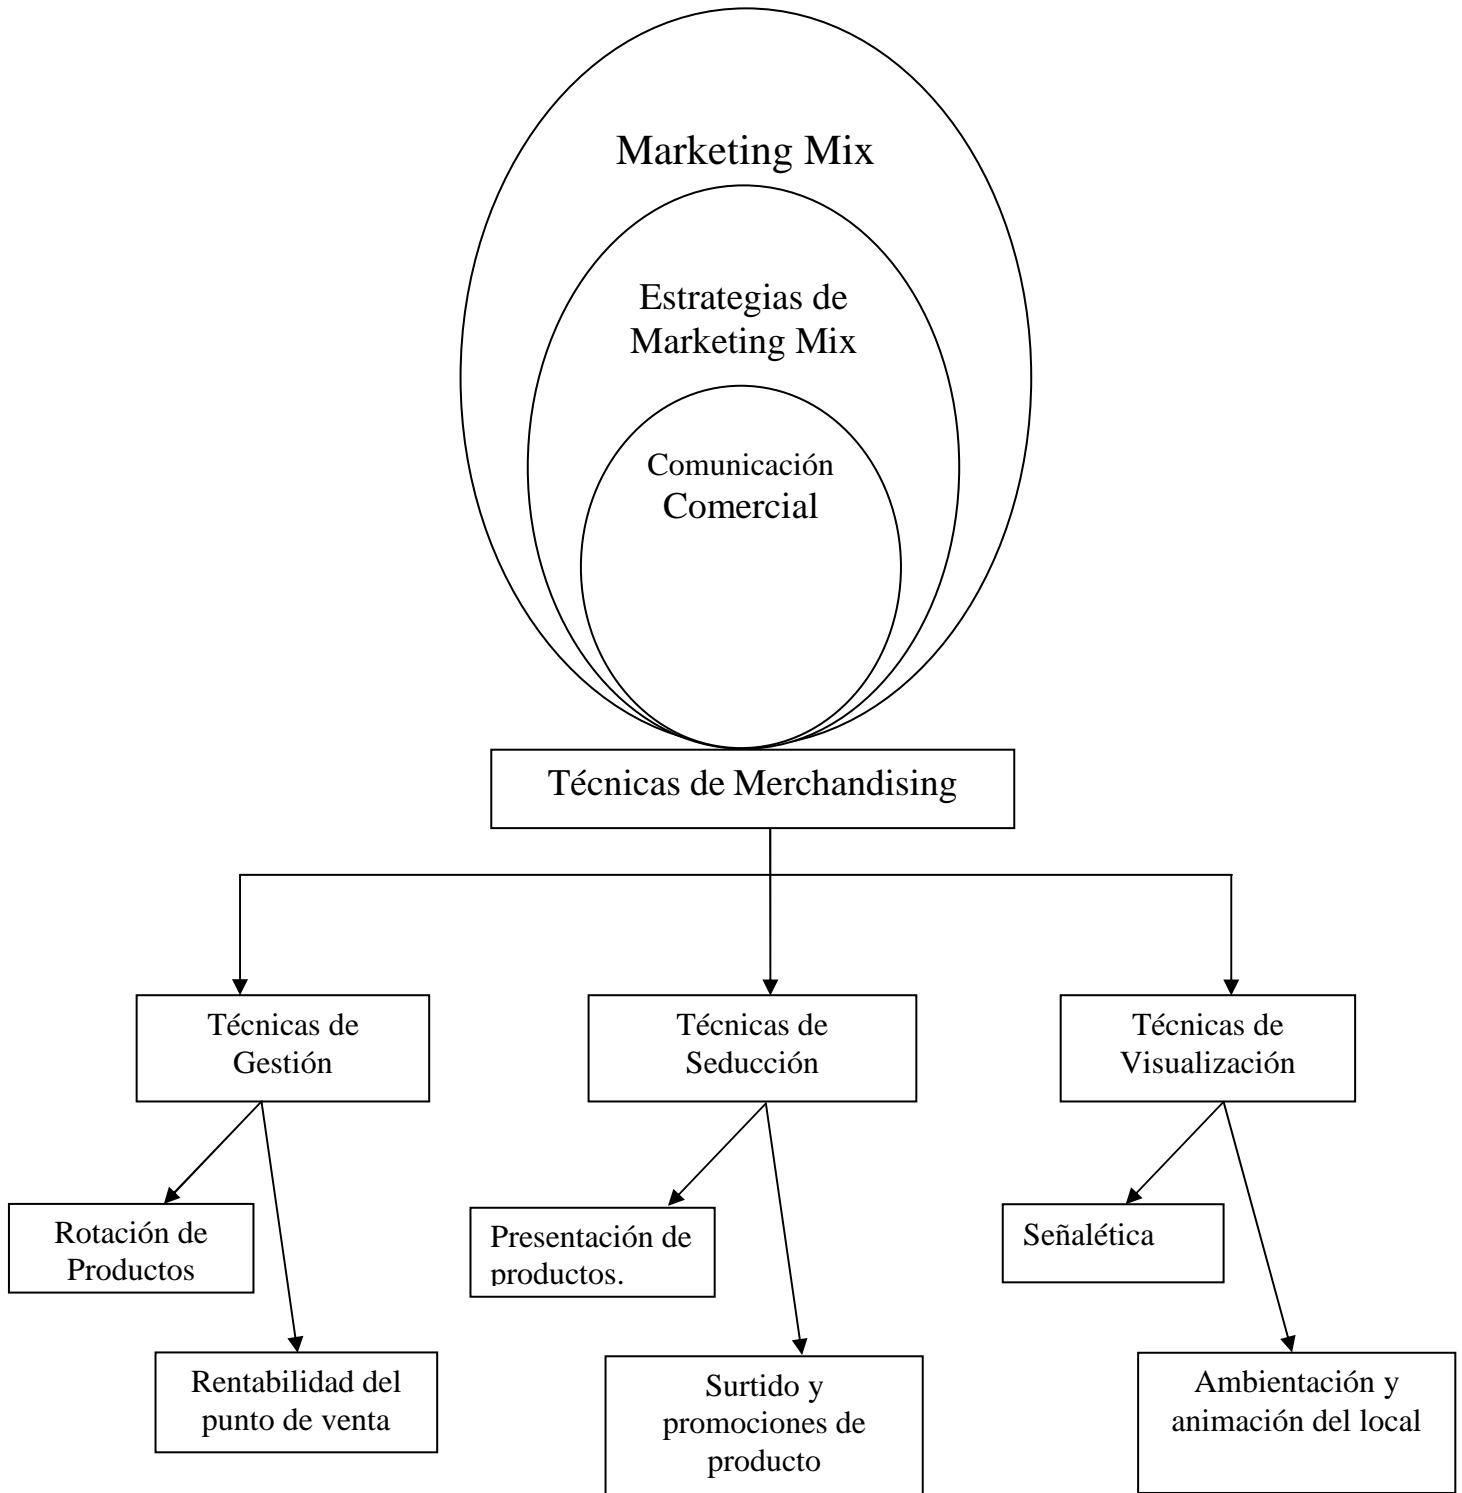 Marketing Mix
Estrategias de
Marketing Mix
Comunicación
Comercial
Técnicas de Merchandising
Técnicas de
Gestión
Técnicas de
Seducción
Técnicas de
Visualización
Rotación de
Productos
Presentación de
productos.
Señalética
Rentabilidad del
punto de venta
Surtido y
promociones de
producto
Ambientación y
animación del local